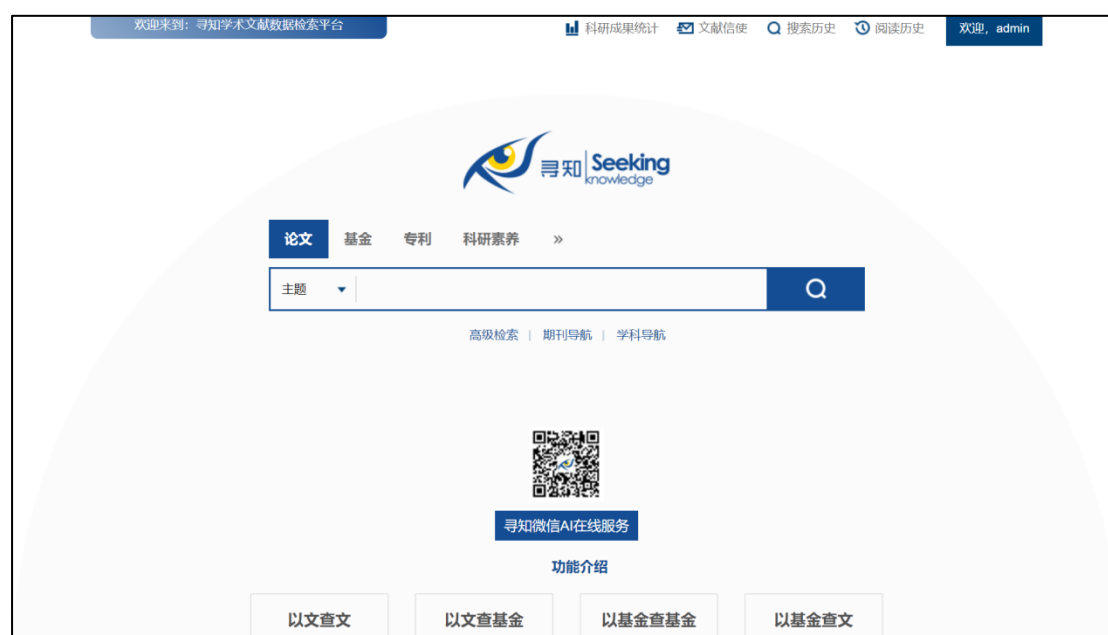 欢迎来到：寻知学术文献数据检索平台
科研成果统计 文献信使 搜索历史 阅读历史 欢迎，admin
寻知 Seeking
knowledge
论文 基金 专利 科研素养 »
主题
高级检索 | 期刊导航 | 学科导航
寻知微信AI在线服务
功能介绍
以文查文 以文查基金 以基金查基金 以基金查文